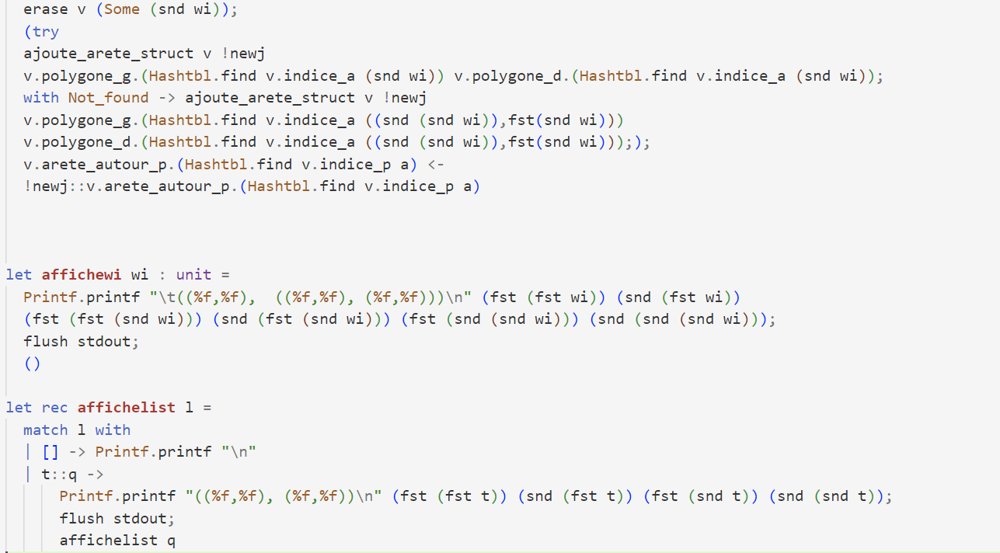 erase v (Some (snd wi));
(try
ajoute_arete_struct v !newj
v.polygone_g.(Hashtbl.find v.indice_a (snd wi)) v.polygone_d.(Hashtbl.find v.indice_a (snd wi));
with Not_found -> ajoute_arete_struct v !newj
v.polygone_g.(Hashtbl.find v.indice_a ((snd (snd wi)),fst(snd wi)))
v.polygone_d.(Hashtbl.find v.indice_a ((snd (snd wi)),fst(snd wi))););
v.arete_autour_p.(Hashtbl.find v.indice_p a) <-
!newj::v.arete_autour_p.(Hashtbl.find v.indice_p a)
let affichewi wi : unit =
Printf.printf "\t((%f,%f),  ((%f,%f), (%f,%f)))\n" (fst (fst wi)) (snd (fst wi))
(fst (fst (snd wi))) (snd (fst (snd wi))) (fst (snd (snd wi))) (snd (snd (snd wi)));
flush stdout;
()
let rec affichelist l =
match l with
| [] -> Printf.printf "\n"
| t::q ->
Printf.printf "((%f,%f), (%f,%f))\n" (fst (fst t)) (snd (fst t)) (fst (snd t)) (snd (snd t));
flush stdout;
affichelist q